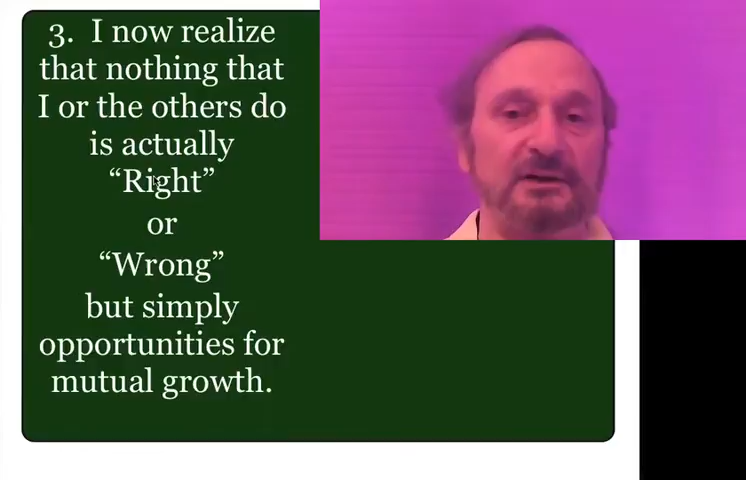 3. I now realize
that nothing that
I or the others do
is actually
“Right”
or
“Wrong”
but simply
opportunities for
mutual growth.